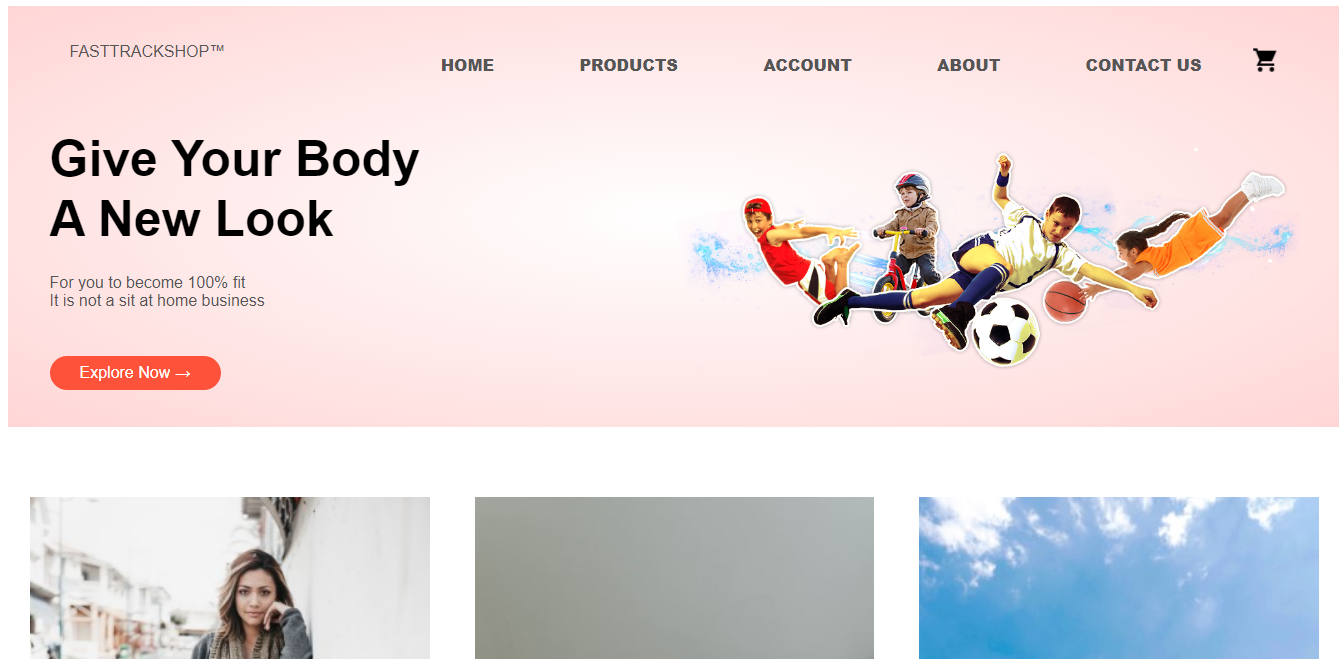 FASTTRACKSHOP™
HOME PRODUCTS ACCOUNT ABOUT CONTACT US
Give Your Body
A New Look
For you to become 100% fit
It is not a sit at home business
Explore Now →